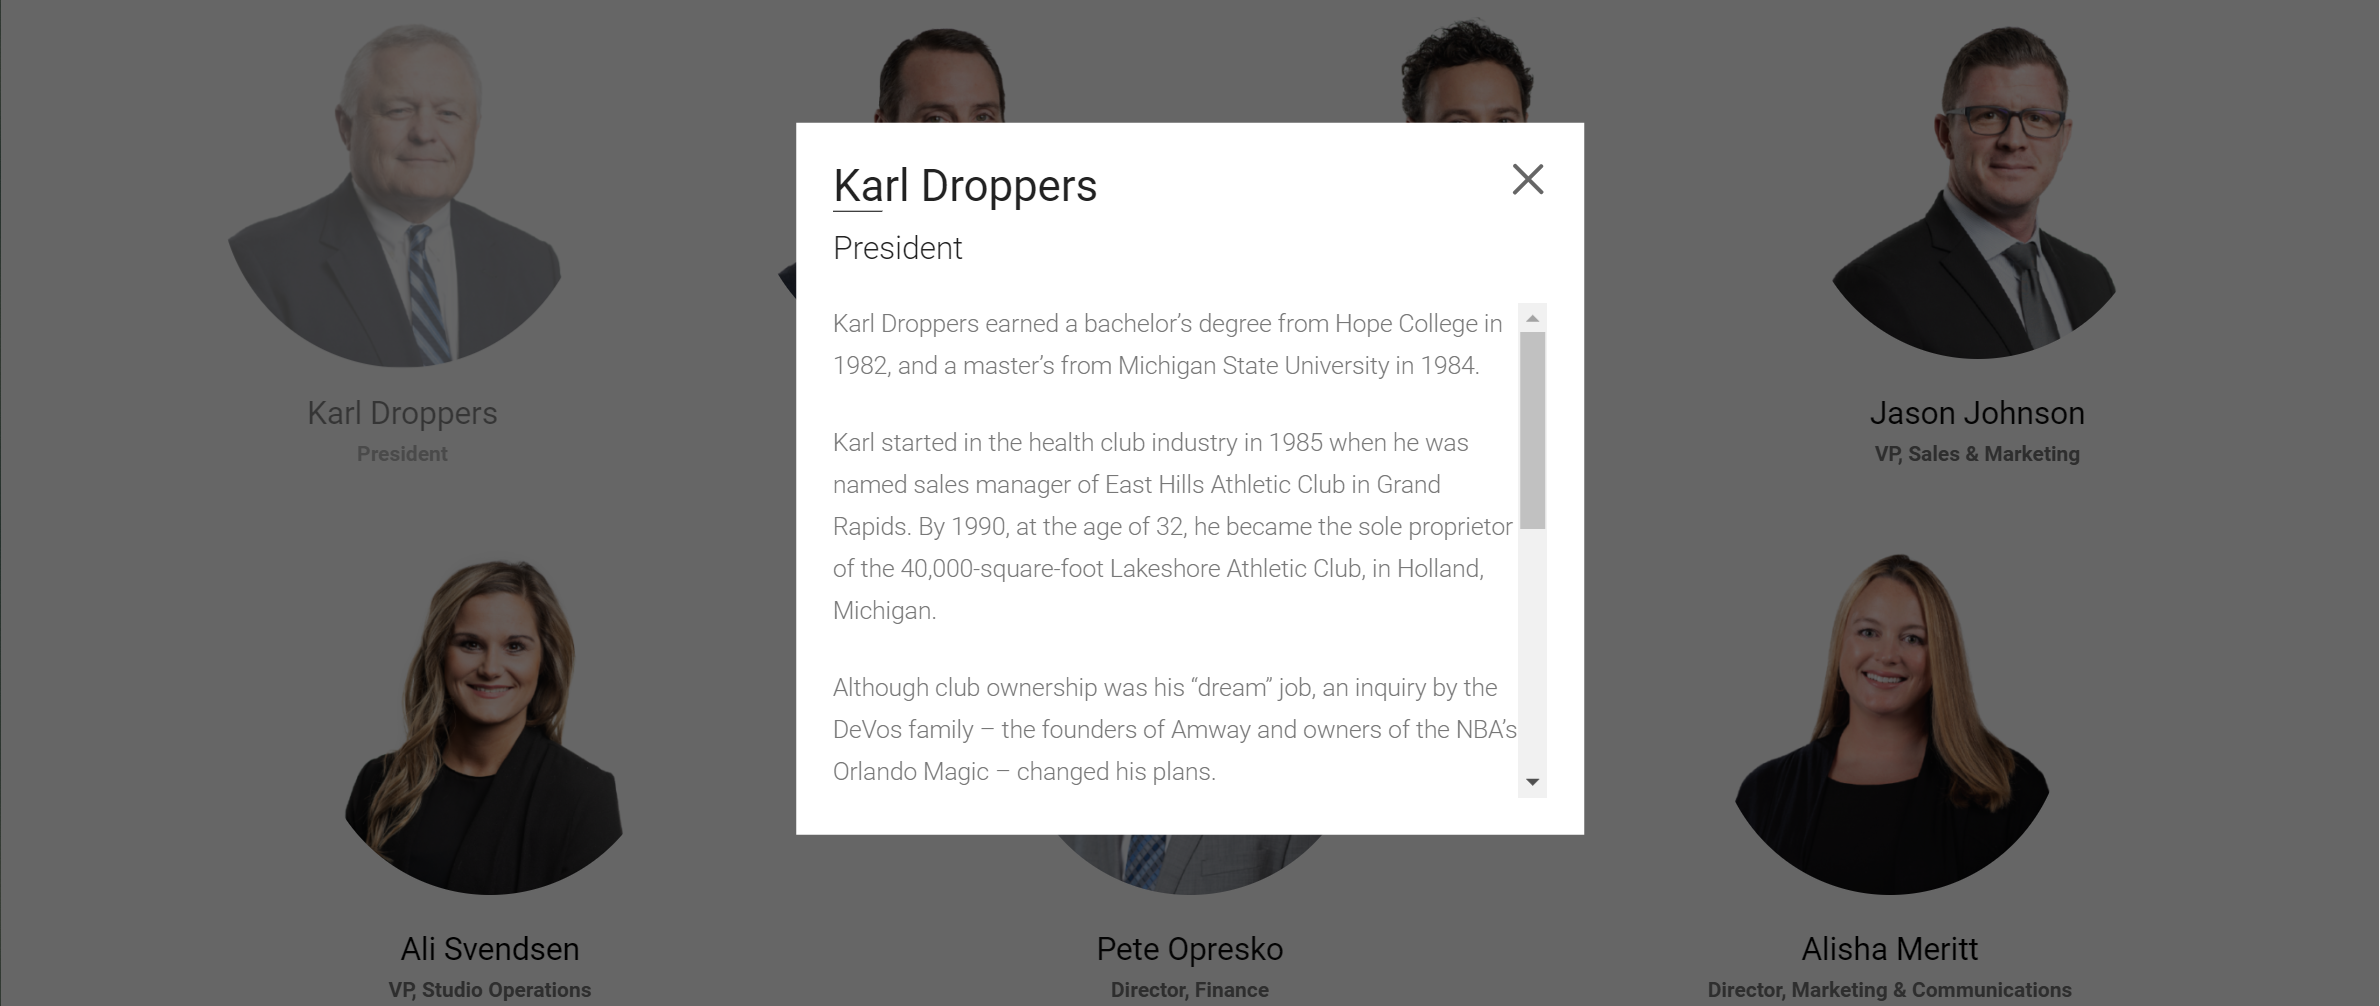 Karl Droppers
President
Karl Droppers earned a bachelor’s degree from Hope College in
1982, and a master’s from Michigan State University in 1984.
Karl started in the health club industry in 1985 when he was
named sales manager of East Hills Athletic Club in Grand
Rapids. By 1990, at the age of 32, he became the sole proprietor
of the 40,000-square-foot Lakeshore Athletic Club, in Holland,
Michigan.
Although club ownership was his “dream” job, an inquiry by the
DeVos family – the founders of Amway and owners of the NBA’s
Orlando Magic – changed his plans.
Karl Droppers
President
Jason Johnson
VP, Sales & Marketing
Ali Svendsen
VP, Studio Operations
Pete Opresko
Director, Finance
Alisha Meritt
Director, Marketing & Communications